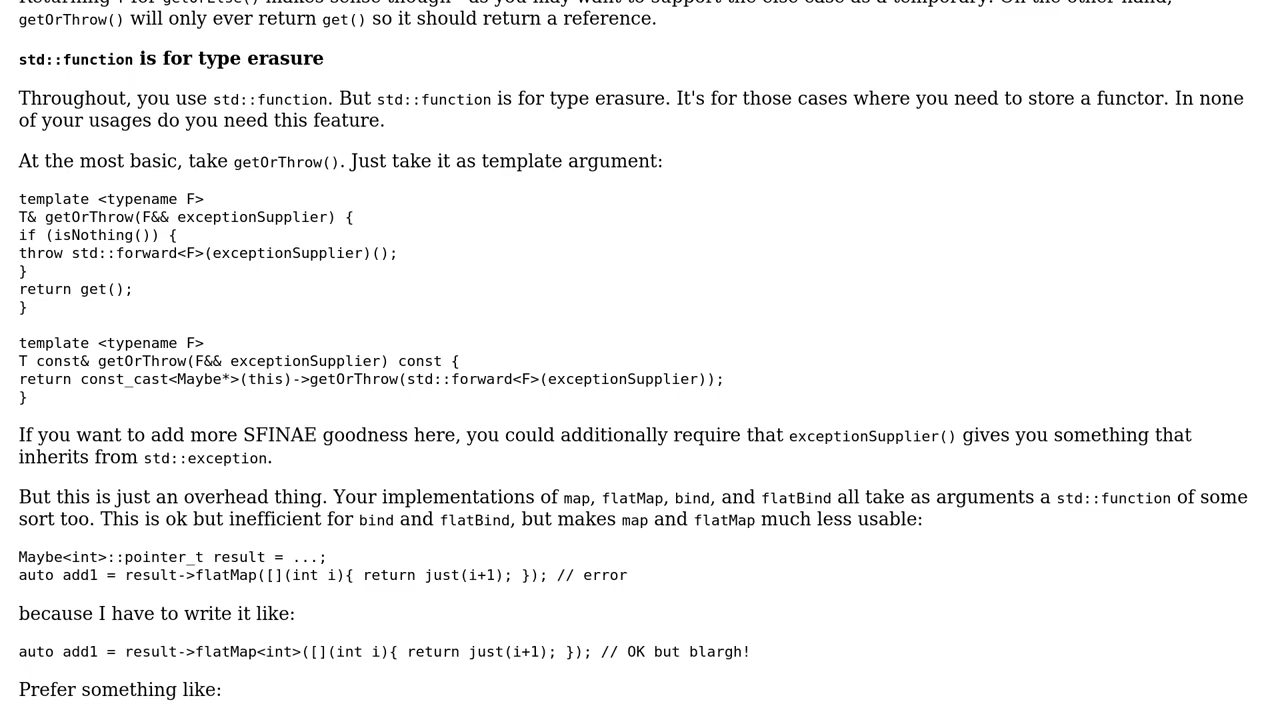 getOrThrow() will only ever return get() so it should return a reference.
std::function is for type erasure
Throughout, you use std::function. But std::function is for type erasure. It's for those cases where you need to store a functor. In none
of your usages do you need this feature.
At the most basic, take getOrThrow(). Just take it as template argument:
template <typename F>
T& getOrThrow(F&& exceptionSupplier) {
if (isNothing()) {
throw std::forward<F>(exceptionSupplier)();
}
return get();
}
template <typename F>
T const& getOrThrow(F&& exceptionSupplier) const {
return const_cast<Maybe*>(this)->getOrThrow(std::forward<F>(exceptionSupplier));
}
If you want to add more SFINAE goodness here, you could additionally require that exceptionSupplier() gives you something that
inherits from std::exception.
But this is just an overhead thing. Your implementations of map, flatMap, bind, and flatBind all take as arguments a std::function of some
sort too. This is ok but inefficient for bind and flatBind, but makes map and flatMap much less usable:
Maybe<int>::pointer_t result = ...;
auto add1 = result->flatMap([](int i){ return just(i+1); }); // error
because I have to write it like:
auto add1 = result->flatMap<int>([](int i){ return just(i+1); }); // OK but blargh!
Prefer something like: